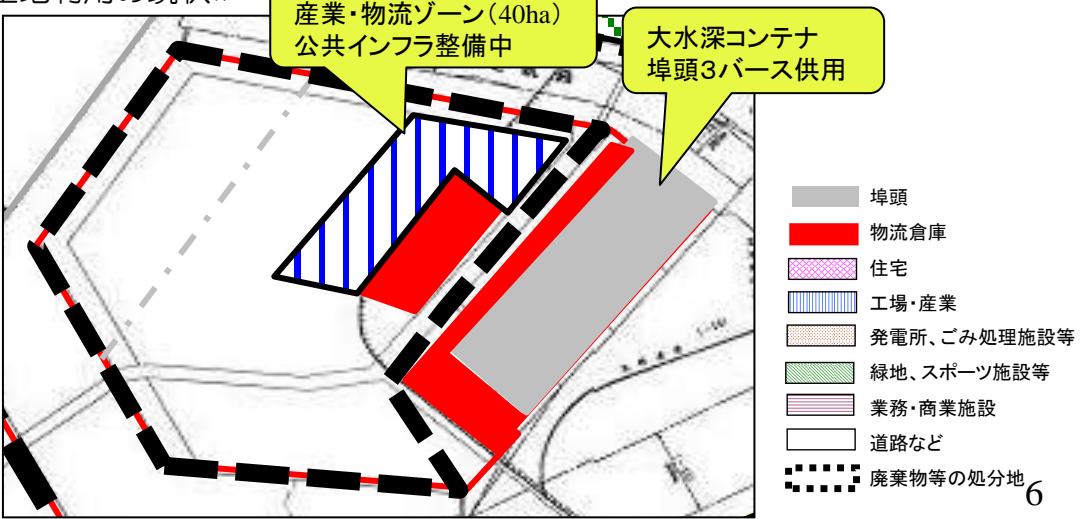 産業・物流ゾーン(40ha)
公共インフラ整備中
大水深コンテナ
埠頭3バース供用
埠頭
物流倉庫
住宅
工場・産業
発電所、ごみ処理施設等
緑地、スポーツ施設等
業務・商業施設
道路など
廃棄物等の処分地
6